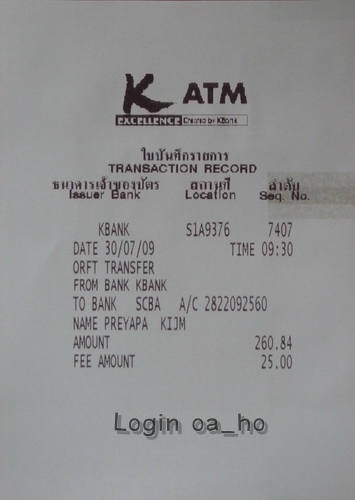 K ATM
EXCELLENCE Created by KBank
ใบบันทึกรายการ
TRANSACTION RECORD
ธนาคารเจ้าของบัตร สถานที่ ลำดับ
Issuer Bank Location Seq. No.
KBANK S1A9376 7407
DATE 30/07/09 TIME 09:30
ORFT TRANSFER
FROM BANK KBANK
TO BANK SCBA A/C 2822092560
NAME PREYAPA KIJM
AMOUNT 260.84
FEE AMOUNT 25.00
Login oa_ho